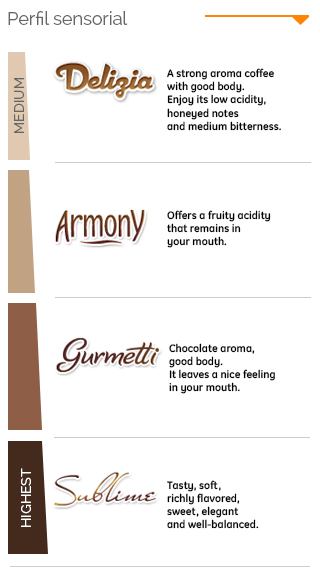 Perfil sensorial
MEDIUM
Delizia
A strong aroma coffee
with good body.
Enjoy its low acidity,
honeyed notes
and medium bitterness.
Armony
Offers a fruity acidity
that remains in
your mouth.
Gurmetti
Chocolate aroma,
good body.
It leaves a nice feeling
in your mouth.
HIGHEST
Sublime
Tasty, soft,
richly flavored,
sweet, elegant
and well-balanced.